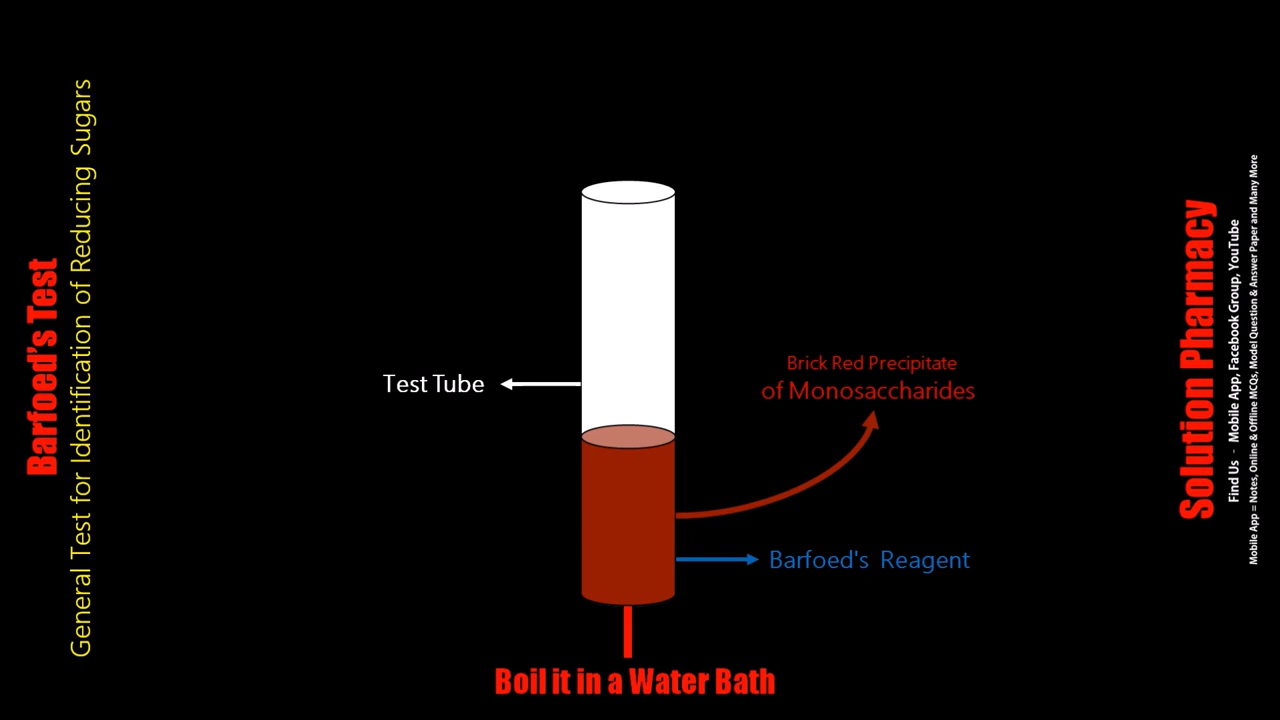 Barfoed's Test
General Test for Identification of Reducing Sugars
Test Tube
Brick Red Precipitate
of Monosaccharides
Barfoed's Reagent
Boil it in a Water Bath
Solution Pharmacy
Find Us - Mobile App, Facebook Group, YouTube
Mobile App = Notes, Online & Offline MCQs, Model Question & Answer Paper and Many More